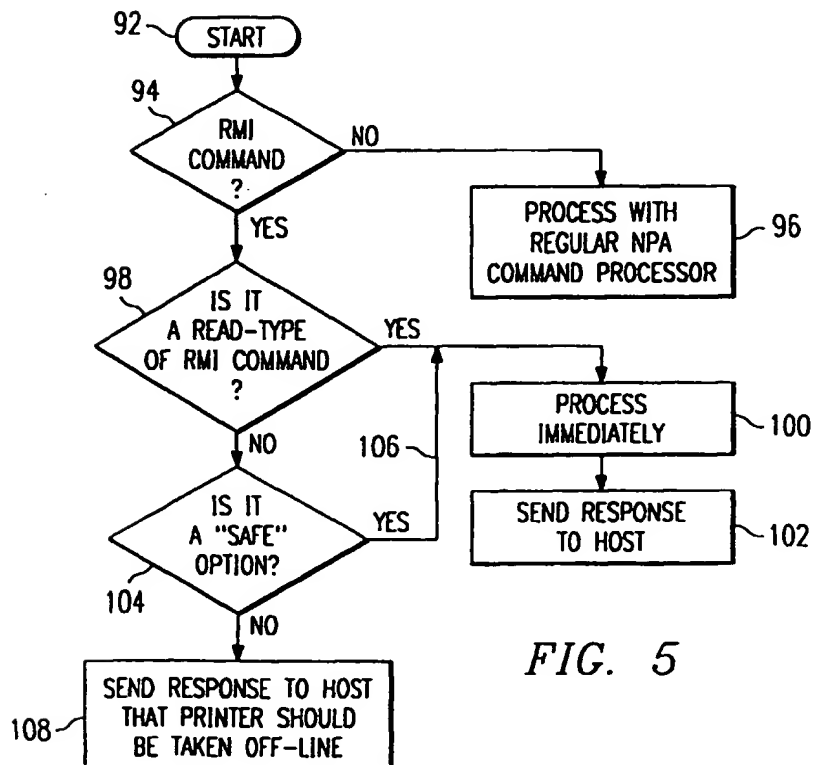 92
START
94
RMI
COMMAND
?
NO
YES
PROCESS WITH
REGULAR NPA
COMMAND PROCESSOR
96
98
IS IT
A READ-TYPE
OF RMI COMMAND
?
YES
NO
106
PROCESS
IMMEDIATELY
100
IS IT
A "SAFE"
OPTION?
YES
104
NO
SEND RESPONSE
TO HOST
102
108
SEND RESPONSE TO HOST
THAT PRINTER SHOULD
BE TAKEN OFF-LINE
FIG. 5